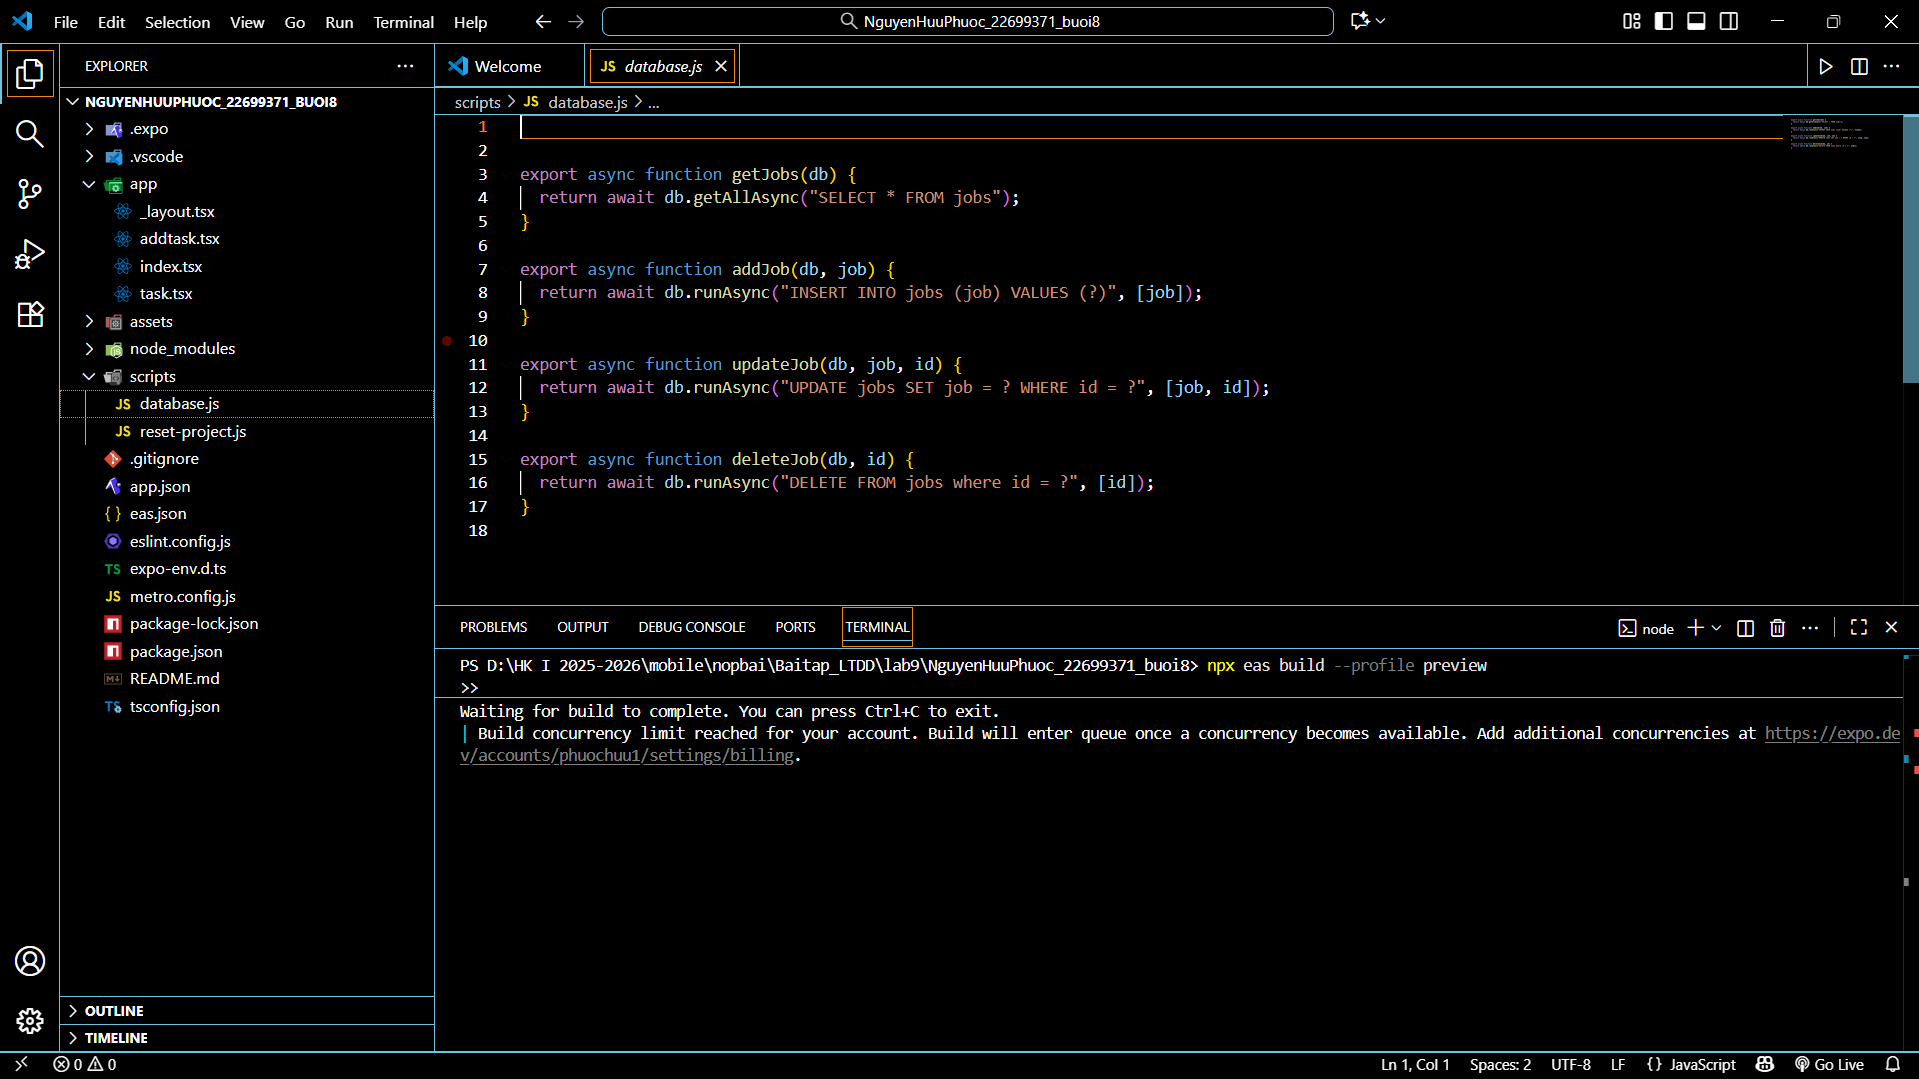 File Edit Selection View Go Run Terminal Help
NguyenHuuPhuoc_22699371_buoi8
EXPLORER
NGUYENHUUPHUOC_22699371_BUOI8
.expo
.vscode
app
_layout.tsx
addtask.tsx
index.tsx
task.tsx
assets
node_modules
scripts
JS database.js
JS reset-project.js
.gitignore
app.json
{} eas.json
eslint.config.js
TS expo-env.d.ts
JS metro.config.js
package-lock.json
package.json
README.md
TS tsconfig.json
OUTLINE
TIMELINE
Welcome
JS database.js
scripts > JS database.js > ...
1
2
3 export async function getJobs(db) {
4 return await db.getAllAsync("SELECT * FROM jobs");
5 }
6
7 export async function addJob(db, job) {
8 return await db.runAsync("INSERT INTO jobs (job) VALUES (?)", [job]);
9 }
10
11 export async function updateJob(db, job, id) {
12 return await db.runAsync("UPDATE jobs SET job = ? WHERE id = ?", [job, id]);
13 }
14
15 export async function deleteJob(db, id) {
16 return await db.runAsync("DELETE FROM jobs where id = ?", [id]);
17 }
18
PROBLEMS OUTPUT DEBUG CONSOLE PORTS TERMINAL
node
PS D:\HK I 2025-2026\mobile\nopbai\Baitap_LTDD\lab9\NguyenHuuPhuoc_22699371_buoi8> npx eas build --profile preview
>>
Waiting for build to complete. You can press Ctrl+C to exit.
| Build concurrency limit reached for your account. Build will enter queue once a concurrency becomes available. Add additional concurrencies at https://expo.de
v/accounts/phuochuu1/settings/billing.
0 0
Ln 1, Col 1 Spaces: 2 UTF-8 LF {} JavaScript Go Live